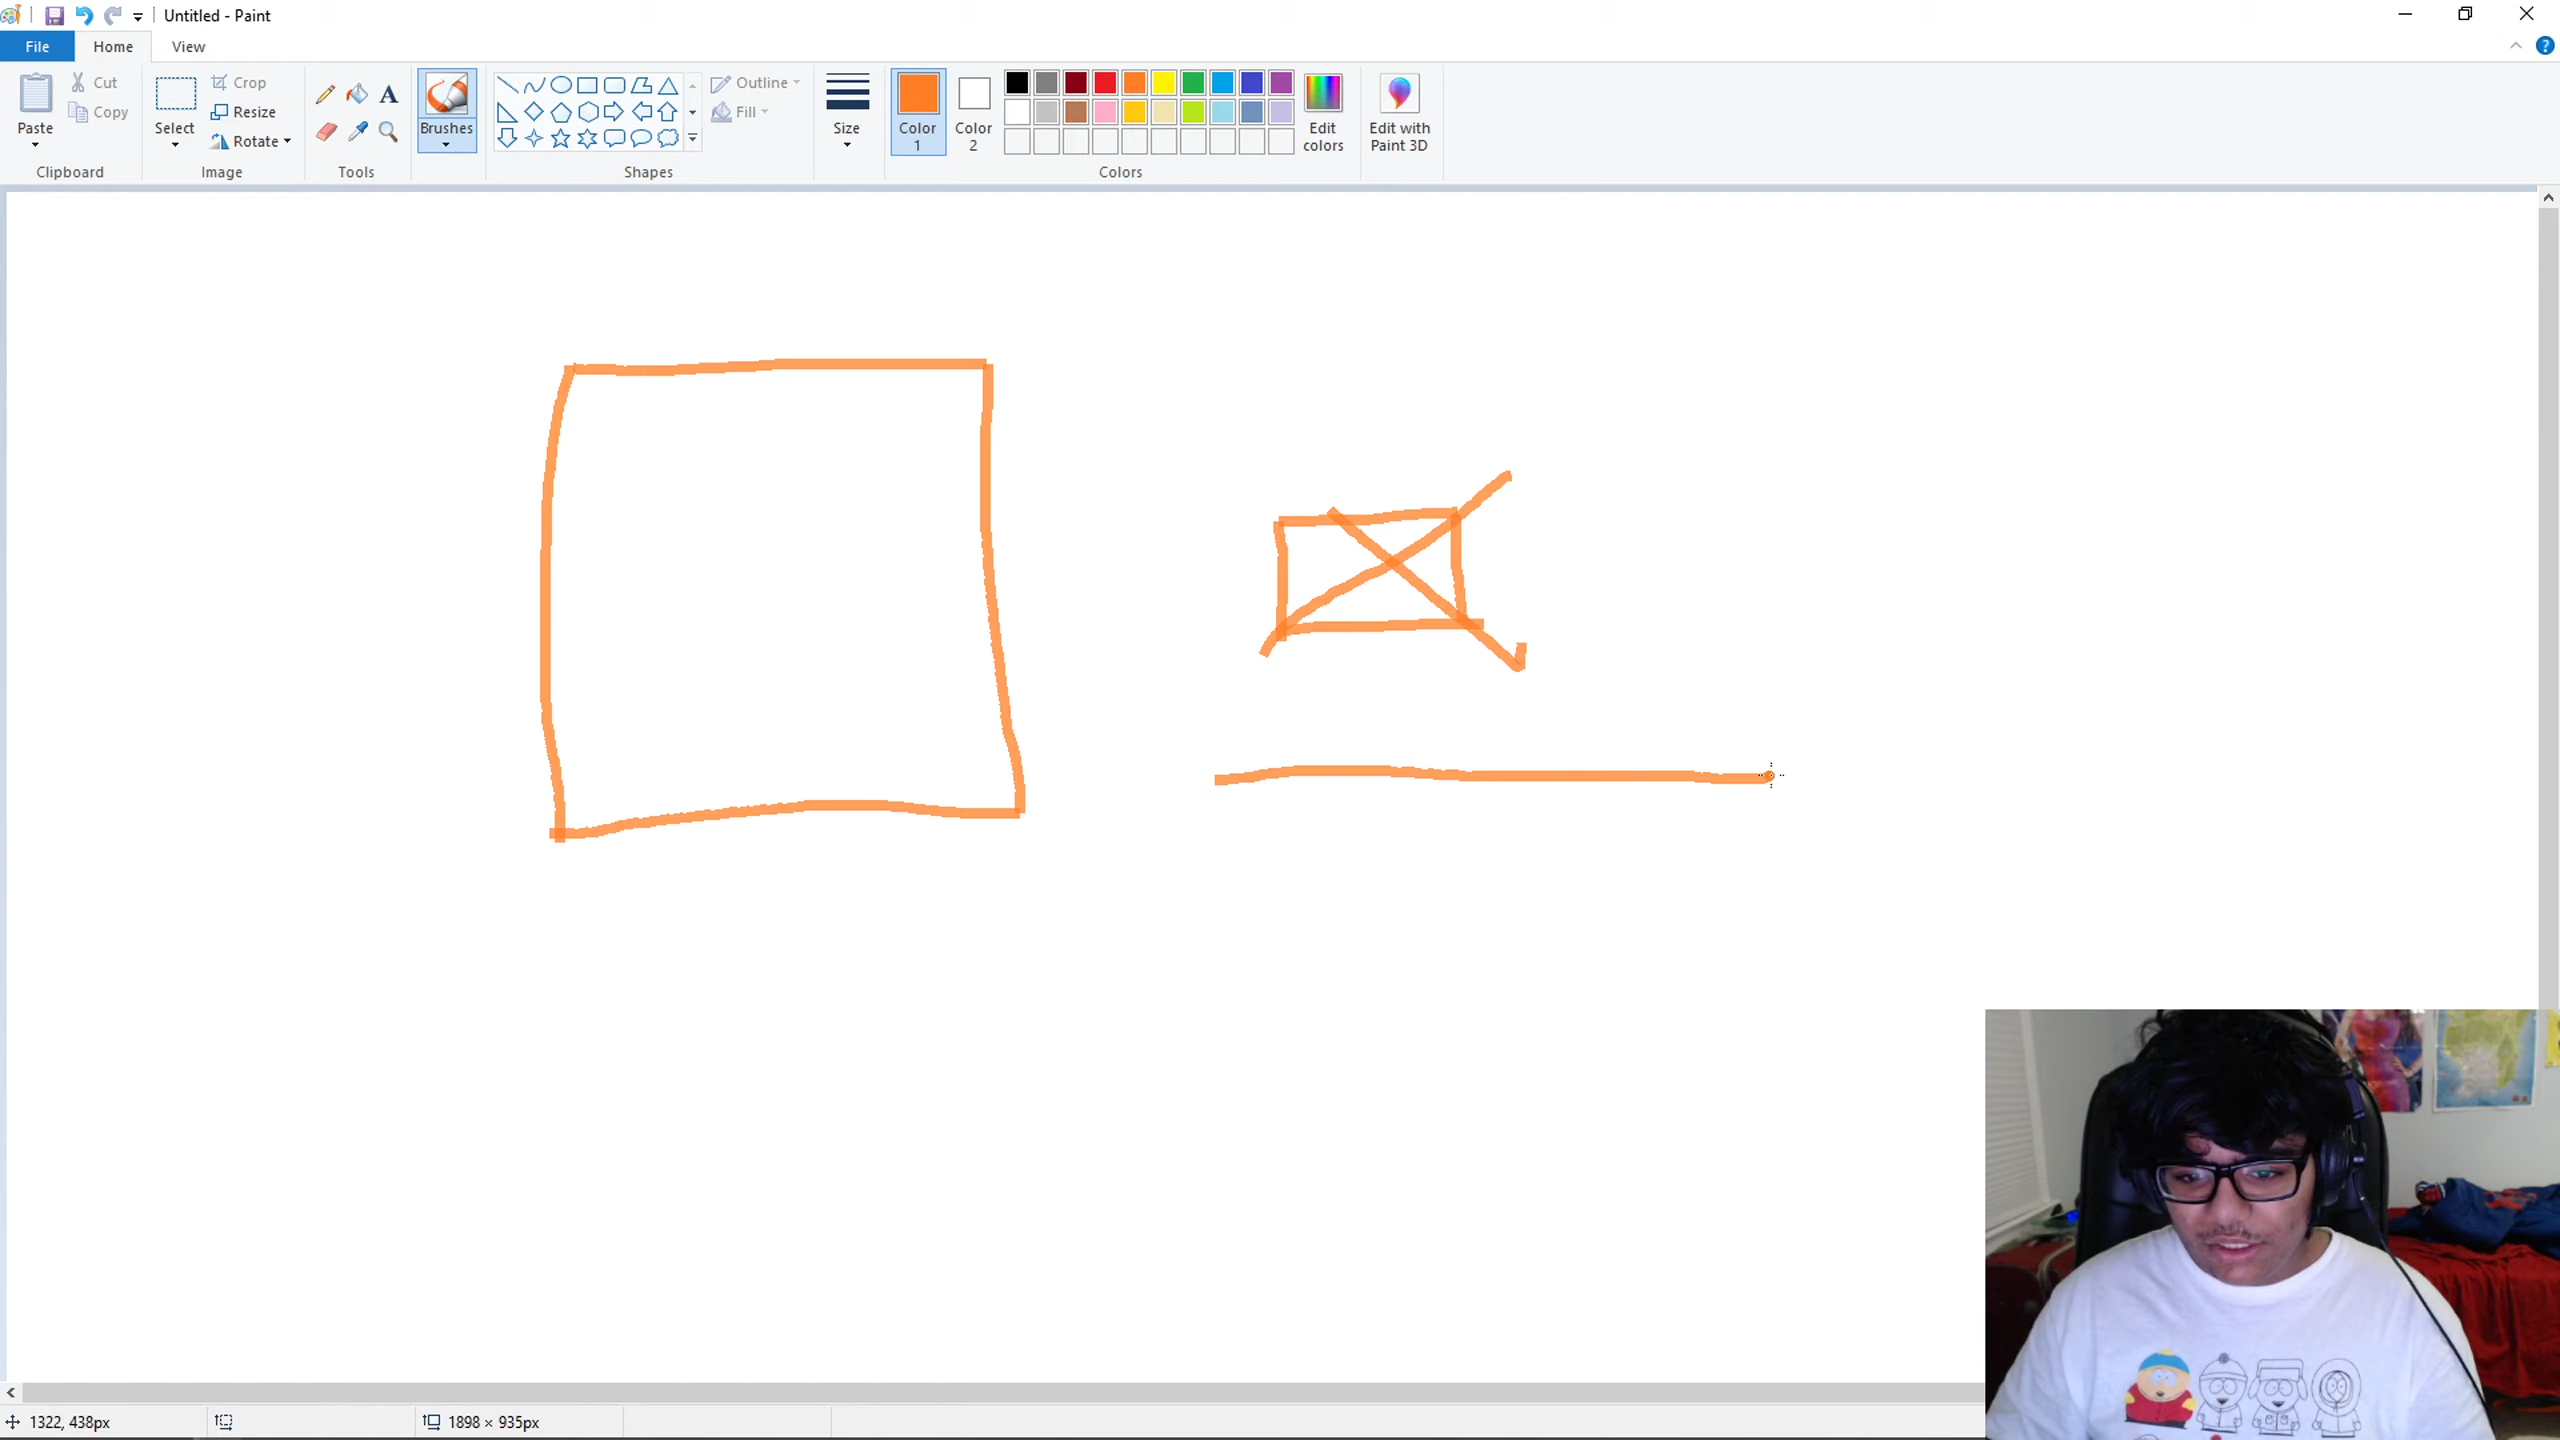 Untitled - Paint
File Home View
Paste
Cut
Copy
Clipboard
Select
Crop
Resize
Rotate
Image
Tools
Brushes
Shapes
Outline
Fill
Size
Color 1
Color 2
Edit colors
Colors
Edit with Paint 3D
1322, 438px 1898 × 935px